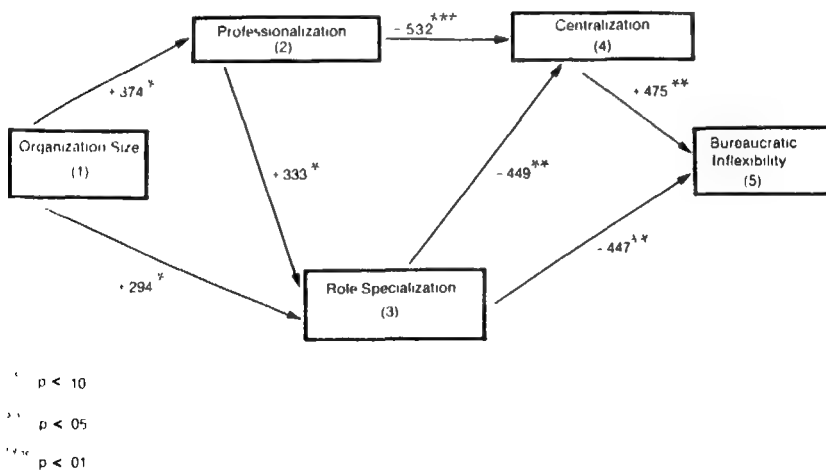 Professionalization
(2)
- 532***
Centralization
(4)
+ 374*
+ 475**
Organization Size
(1)
Bureaucratic
Inflexibility
(5)
+ 333*
- 449**
- 447**
+ 294*
Role Specialization
(3)
* p < 10
** p < 05
*** p < 01